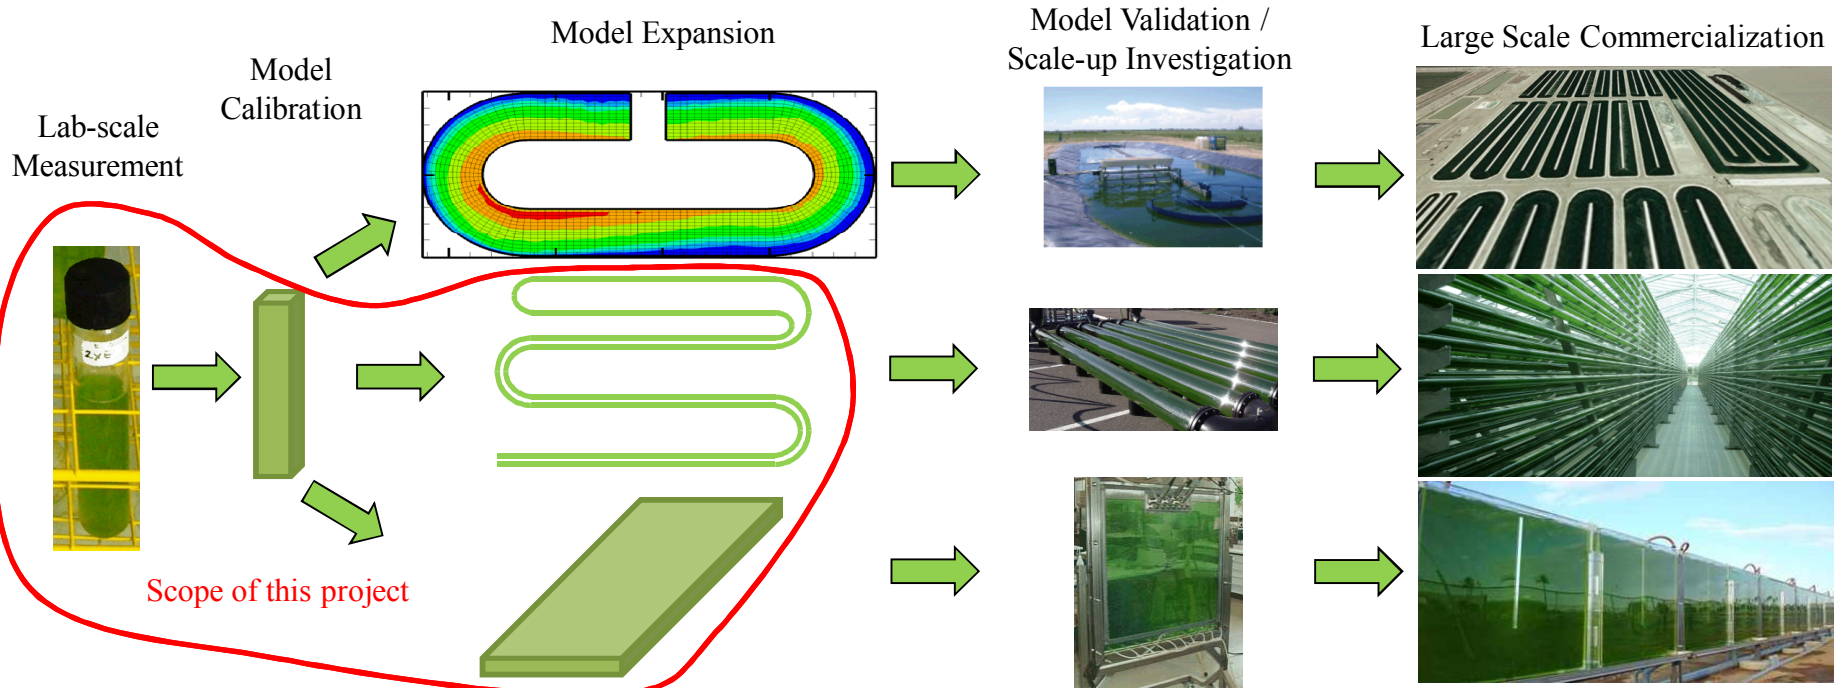 Lab-scale
Measurement
Model
Calibration
Model Expansion
Model Validation /
Scale-up Investigation
Large Scale Commercialization
ZYE
Scope of this project